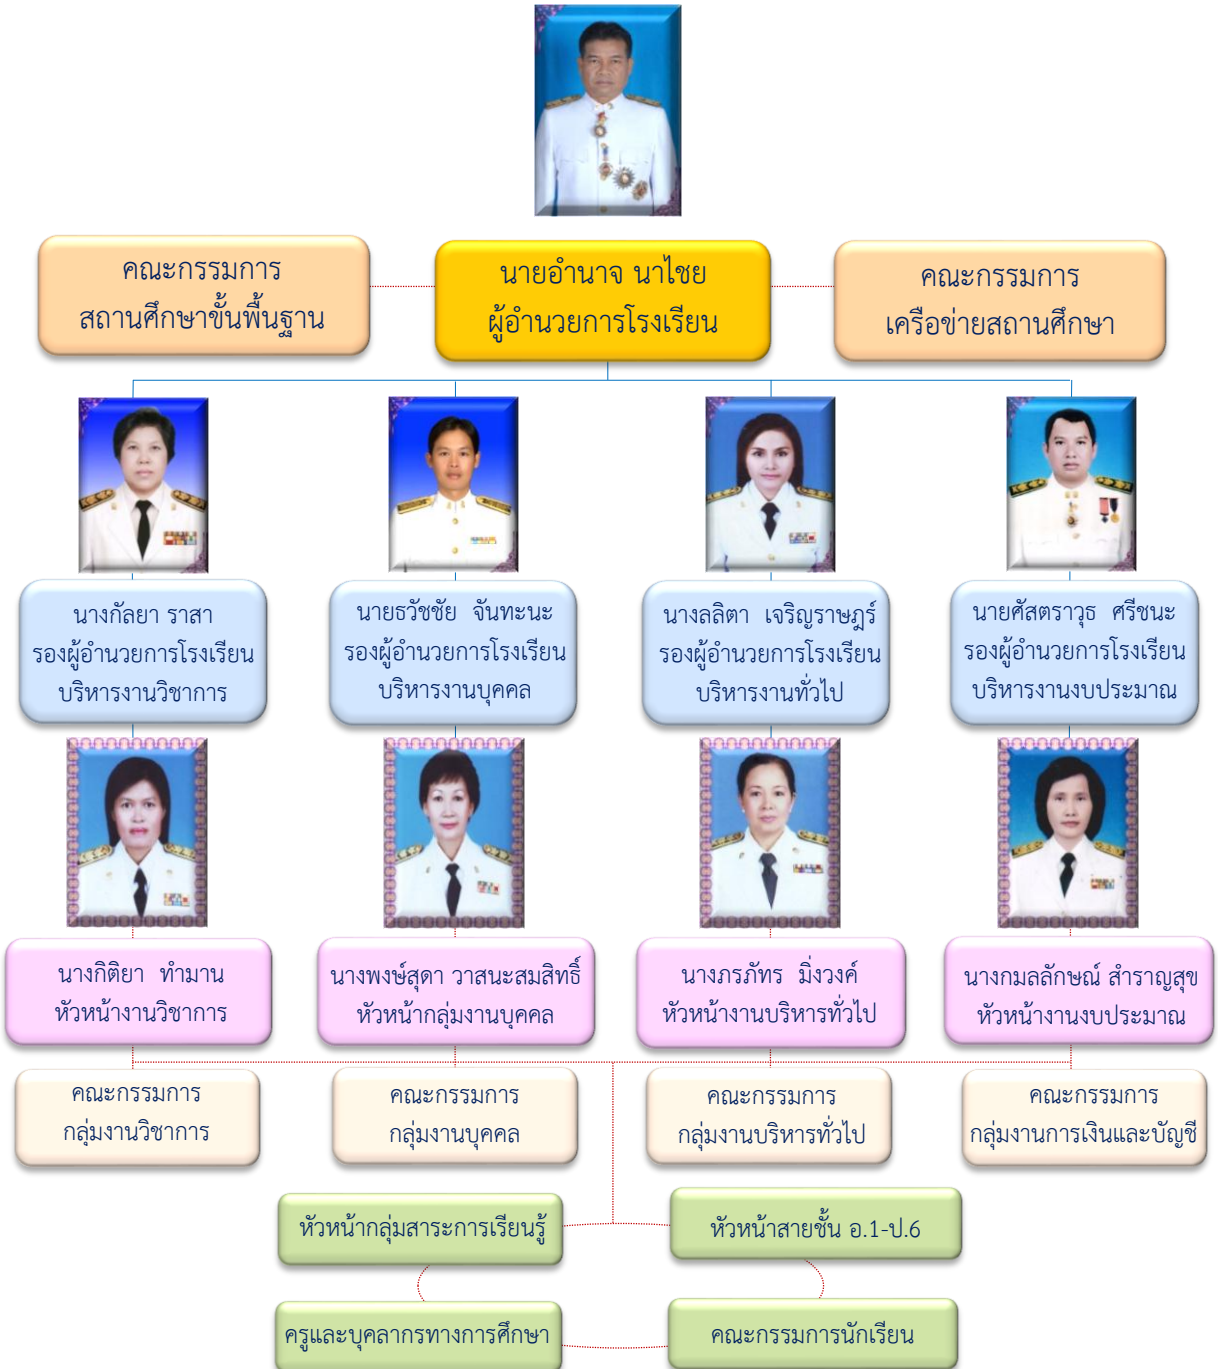 คณะกรรมการ
สถานศึกษาขั้นพื้นฐาน
นายอำนาจ นาไชย
ผู้อำนวยการโรงเรียน
คณะกรรมการ
เครือข่ายสถานศึกษา
นางกัลยา ราสา
รองผู้อำนวยการโรงเรียน
บริหารงานวิชาการ
นายธวัชชัย จันทะนะ
รองผู้อำนวยการโรงเรียน
บริหารงานบุคคล
นางลลิตา เจริญราษฎร์
รองผู้อำนวยการโรงเรียน
บริหารงานทั่วไป
นายศัสตราวุธ ศรีชนะ
รองผู้อำนวยการโรงเรียน
บริหารงานงบประมาณ
นางกิติยา ทำมาน
หัวหน้างานวิชาการ
นางพงษ์สุดา วาสนะสมสิทธิ์
หัวหน้ากลุ่มงานบุคคล
นางภรภัทร มิ่งวงค์
หัวหน้างานบริหารทั่วไป
นางกมลลักษณ์ สำราญสุข
หัวหน้างานงบประมาณ
คณะกรรมการ
กลุ่มงานวิชาการ
คณะกรรมการ
กลุ่มงานบุคคล
คณะกรรมการ
กลุ่มงานบริหารทั่วไป
คณะกรรมการ
กลุ่มงานการเงินและบัญชี
หัวหน้ากลุ่มสาระการเรียนรู้
หัวหน้าสายชั้น อ.1-ป.6
ครูและบุคลากรทางการศึกษา
คณะกรรมการนักเรียน